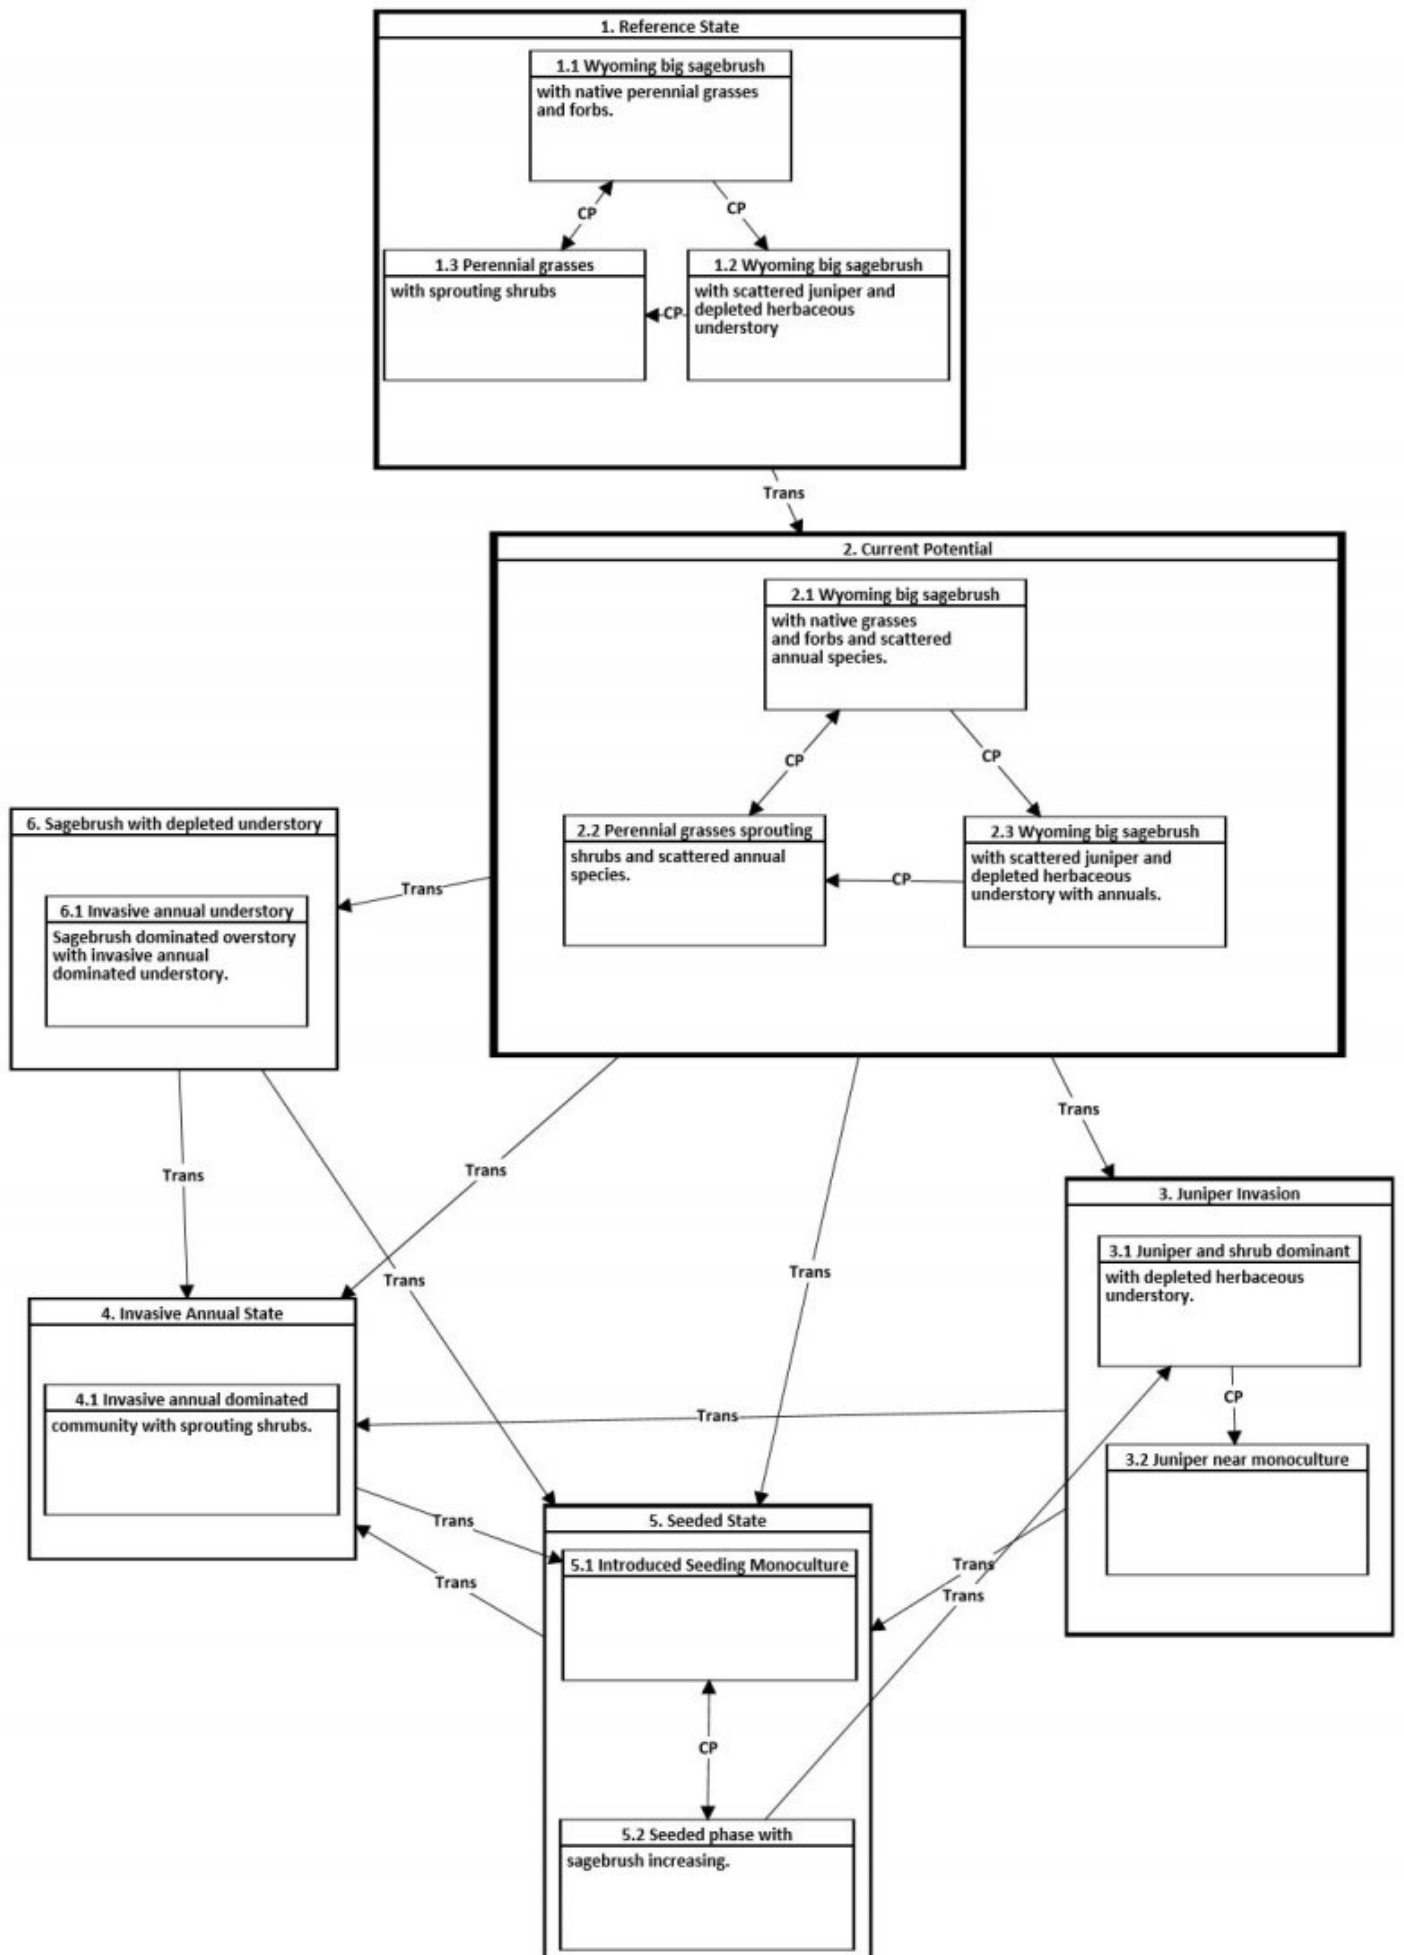 1. Reference State
1.1 Wyoming big sagebrush
with native perennial grasses
and forbs.
CP
CP
1.3 Perennial grasses
with sprouting shrubs
CP
1.2 Wyoming big sagebrush
with scattered juniper and
depleted herbaceous
understory
Trans
2. Current Potential
2.1 Wyoming big sagebrush
with native grasses
and forbs and scattered
annual species.
CP
CP
2.2 Perennial grasses sprouting
shrubs and scattered annual
species.
CP
2.3 Wyoming big sagebrush
with scattered juniper and
depleted herbaceous
understory with annuals.
6. Sagebrush with depleted understory
6.1 Invasive annual understory
Sagebrush dominated overstory
with invasive annual
dominated understory.
Trans
Trans
Trans
Trans
Trans
Trans
3. Juniper Invasion
3.1 Juniper and shrub dominant
with depleted herbaceous
understory.
CP
3.2 Juniper near monoculture
4. Invasive Annual State
4.1 Invasive annual dominated
community with sprouting shrubs.
Trans
Trans
Trans
Trans
Trans
5. Seeded State
5.1 Introduced Seeding Monoculture
CP
5.2 Seeded phase with
sagebrush increasing.